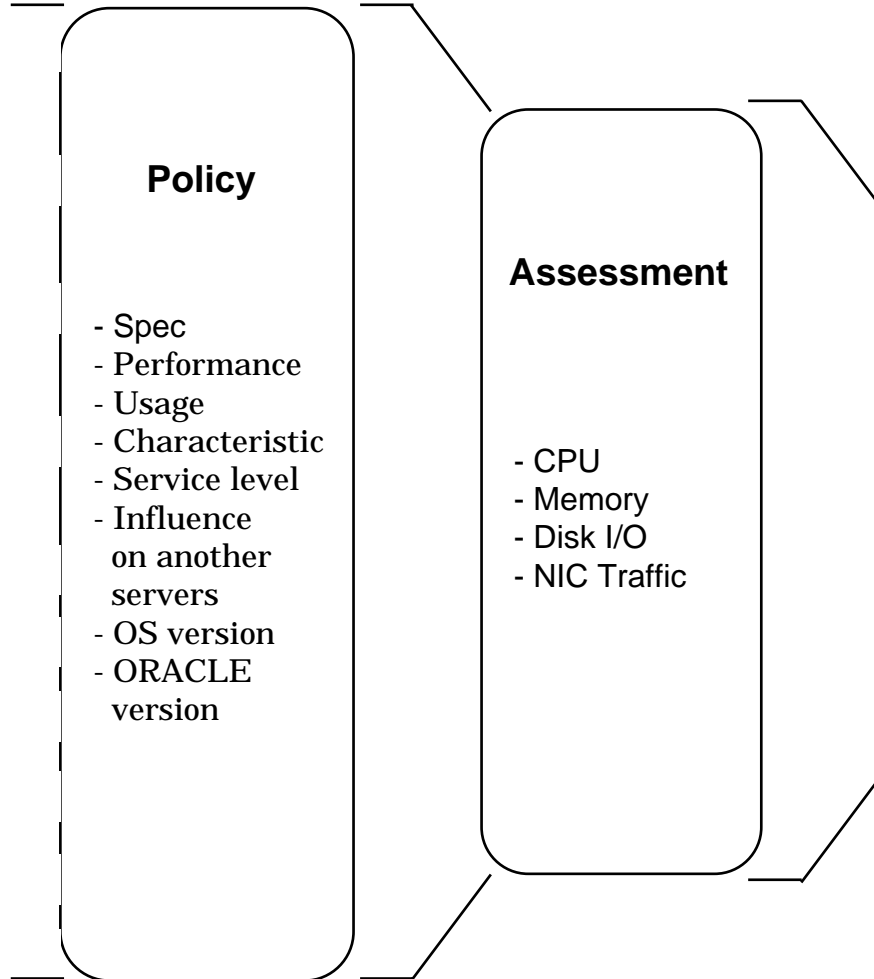 Policy
- Spec
- Performance
- Usage
- Characteristic
- Service level
- Influence
on another
servers
- OS version
- ORACLE
version
Assessment
- CPU
- Memory
- Disk I/O
- NIC Traffic